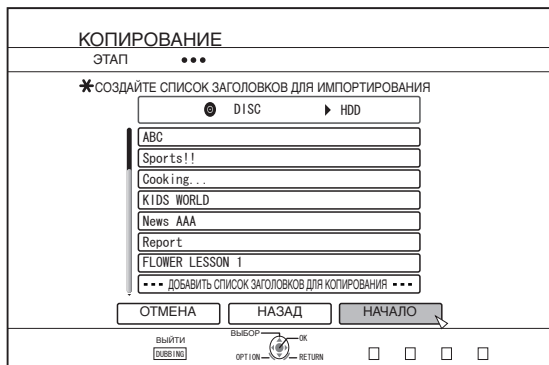 КОПИРОВАНИЕ
ЭТАП •••
*СОЗДАЙТЕ СПИСОК ЗАГОЛОВКОВ ДЛЯ ИМПОРТИРОВАНИЯ
DISC ▶ HDD
ABC
Sports!!
Cooking...
KIDS WORLD
News AAA
Report
FLOWER LESSON 1
--- ДОБАВИТЬ СПИСОК ЗАГОЛОВКОВ ДЛЯ КОПИРОВАНИЯ ---
ОТМЕНА НАЗАД НАЧАЛО
ВЫЙТИ ВЫБОР OK
DUBBING OPTION RETURN